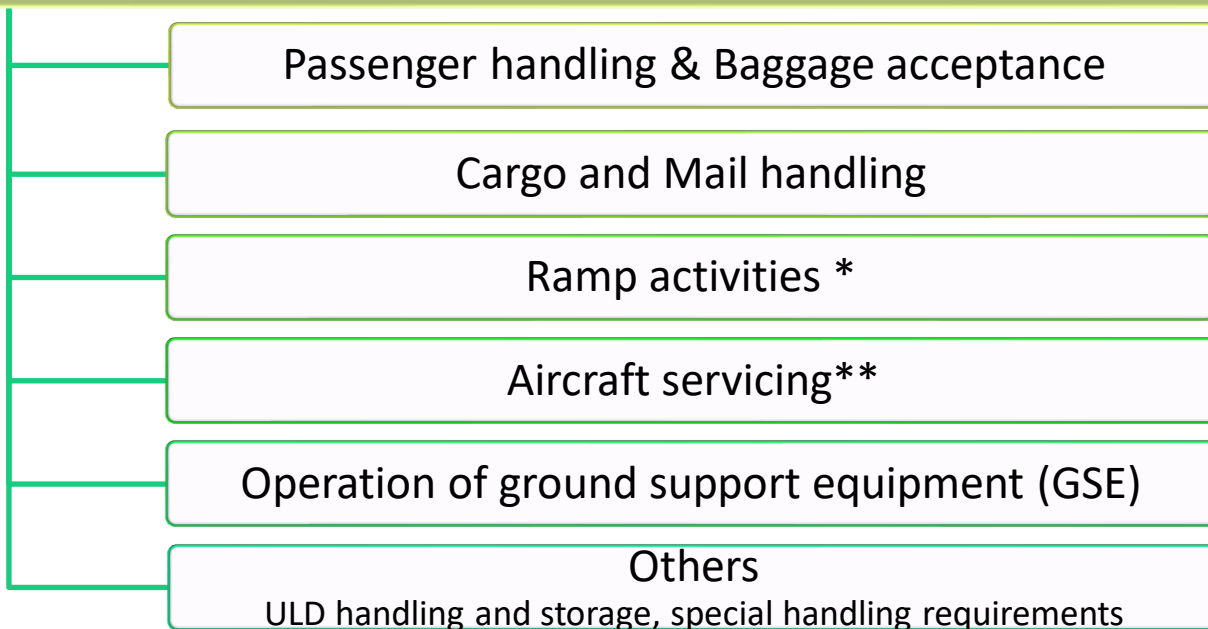 Passenger handling & Baggage acceptance
Cargo and Mail handling
Ramp activities *
Aircraft servicing**
Operation of ground support equipment (GSE)
Others
ULD handling and storage, special handling requirements